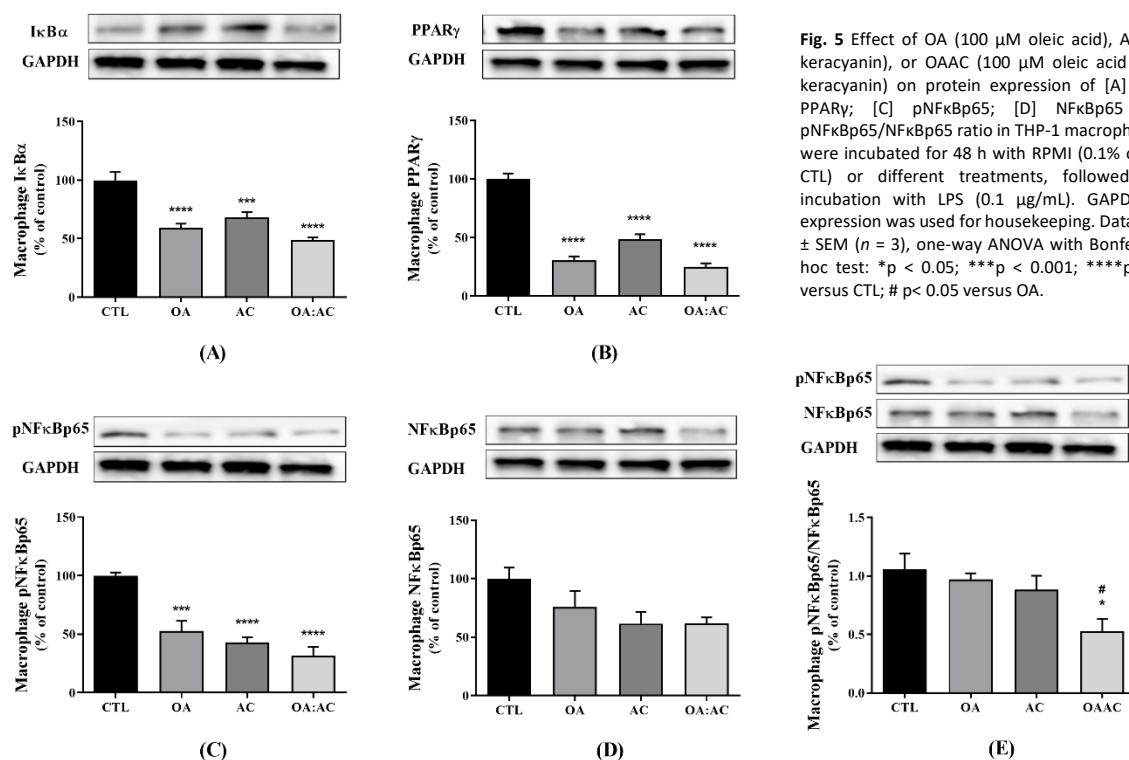 IκBα
GAPDH
Macrophage IκBα
(% of control)
150
100
50
0
****
***
****
CTL OA AC OA:AC
(A)
PPARγ
GAPDH
Macrophage PPARγ
(% of control)
150
100
50
0
****
****
****
CTL OA AC OA:AC
(B)
Fig. 5 Effect of OA (100 μM oleic acid), A
keracyanin), or OAAC (100 μM oleic acid
keracyanin) on protein expression of [A]
PPARγ; [C] pNFκBp65; [D] NFκBp65
pNFκBp65/NFκBp65 ratio in THP-1 macroph
were incubated for 48 h with RPMI (0.1%
CTL) or different treatments, followed
incubation with LPS (0.1 μg/mL). GAPD
expression was used for housekeeping. Data
± SEM (n = 3), one-way ANOVA with Bonfe
hoc test: *p < 0.05; ***p < 0.001; ****p
versus CTL; # p< 0.05 versus OA.
pNFκBp65
GAPDH
Macrophage pNFκBp65
(% of control)
150
100
50
0
***
****
****
CTL OA AC OA:AC
(C)
NFκBp65
GAPDH
Macrophage NFκBp65
(% of control)
150
100
50
0
CTL OA AC OA:AC
(D)
pNFκBp65
NFκBp65
GAPDH
Macrophage pNFκBp65/NFκBp65
(% of control)
1.5
1.0
0.5
0.0
#
*
CTL OA AC OAAC
(E)